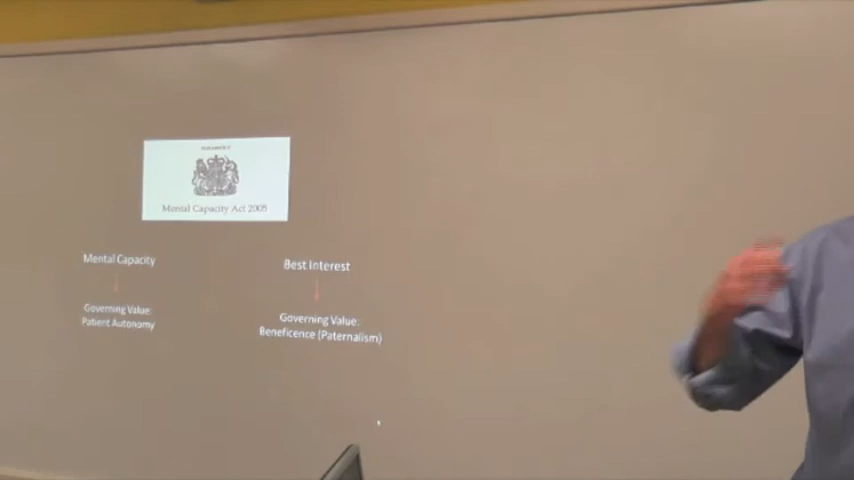 Mental Capacity Act 2005
Mental Capacity
Governing Value:
Patient Autonomy
Best Interest
Governing Value:
Beneficence (Paternalism)